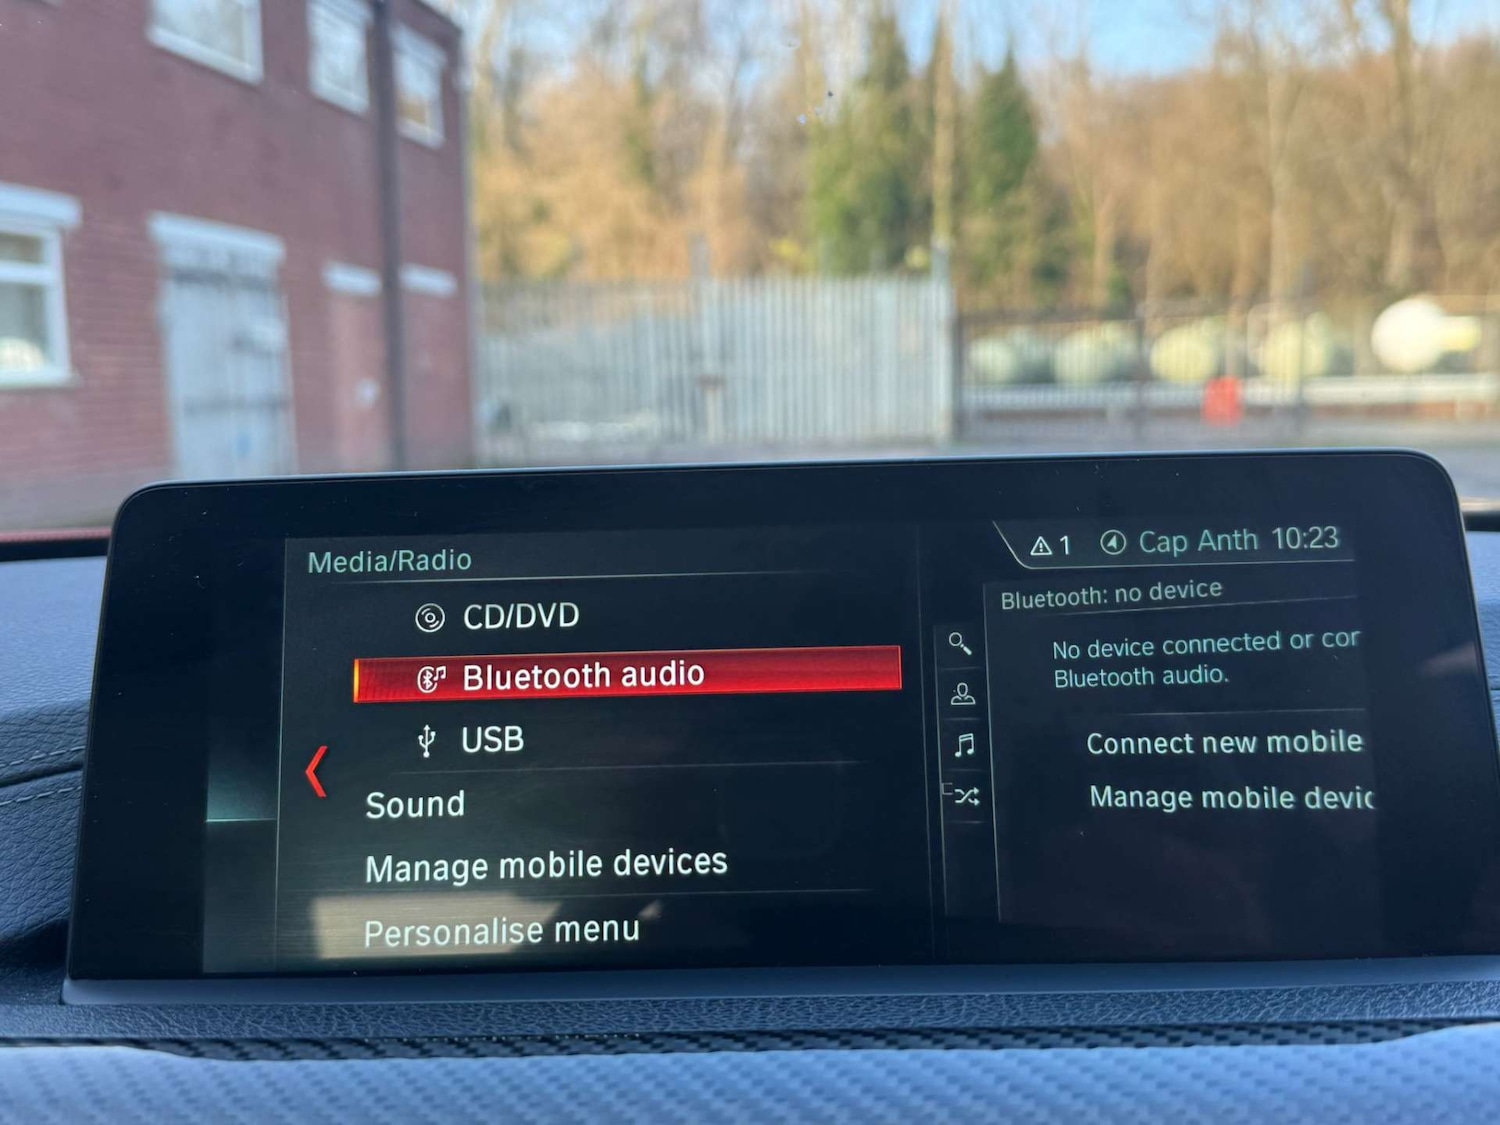 Media/Radio
CD/DVD
Bluetooth audio
USB
Sound
Manage mobile devices
Personalise menu
1 Cap Anth 10:23
Bluetooth: no device
No device connected or cor
Bluetooth audio.
Connect new mobile
Manage mobile devic